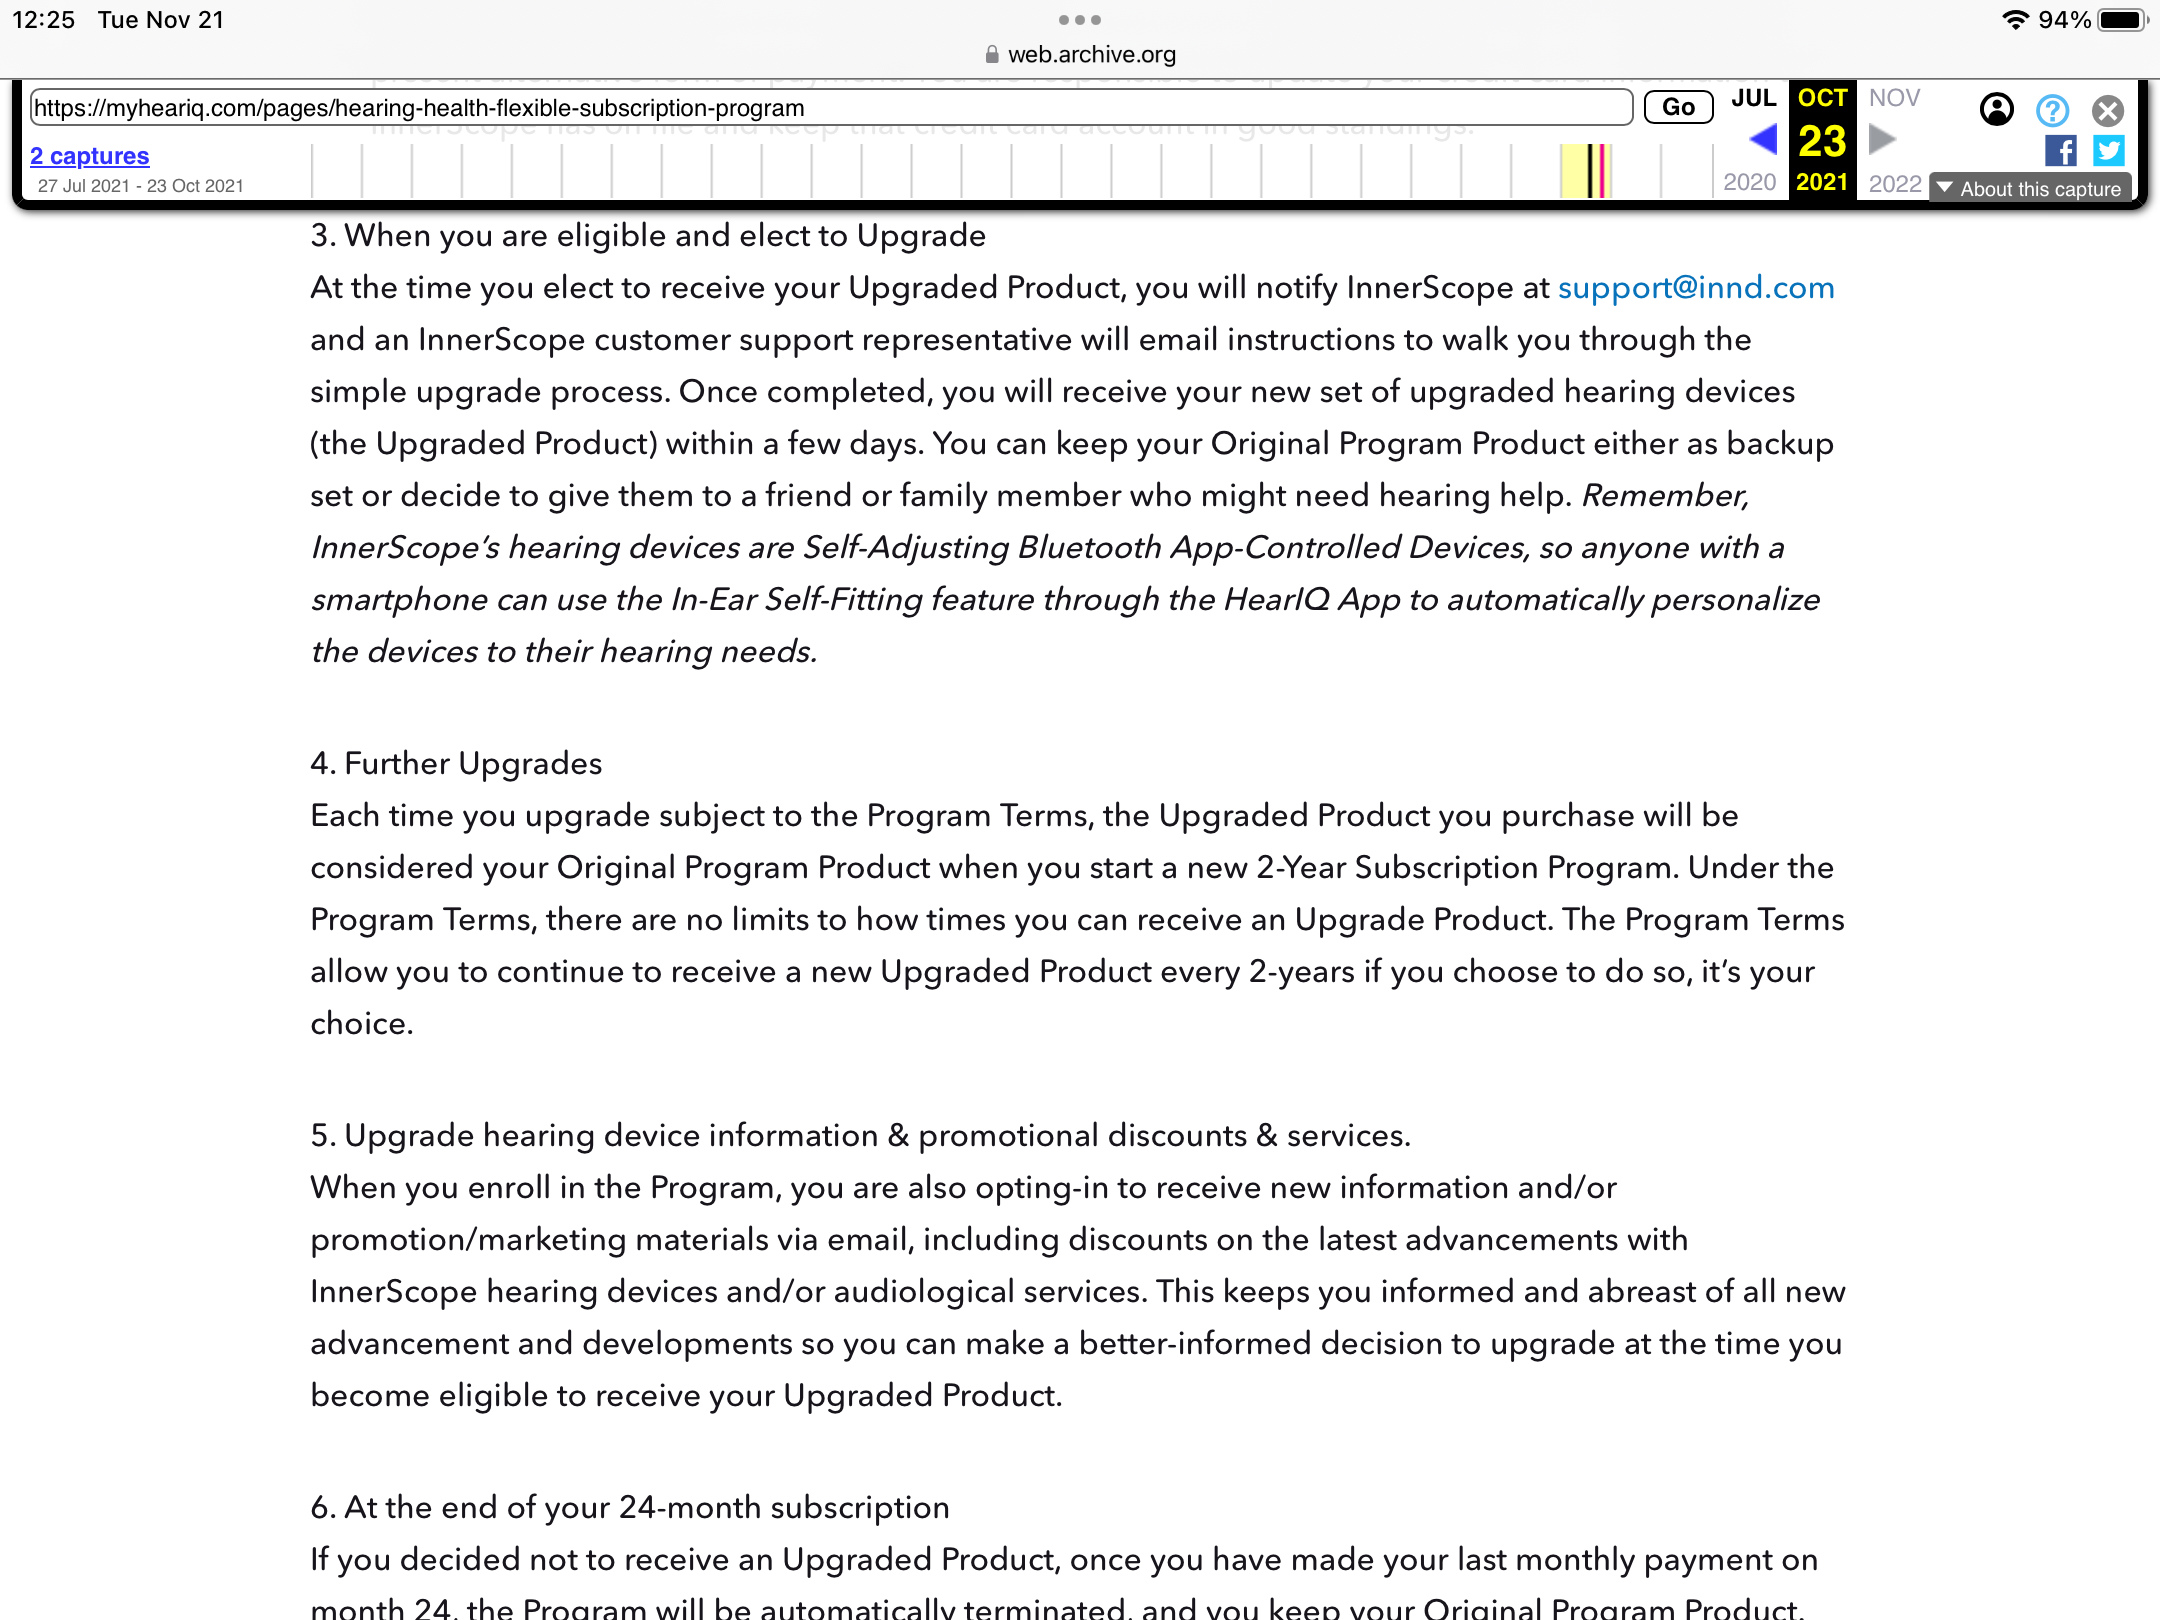 12:25 Tue Nov 21
94%
web.archive.org
https://myheariq.com/pages/hearing-health-flexible-subscription-program
Go
JUL
OCT
NOV
InnerScope has on file and keep that credit card account in good standings.
2 captures
23
27 Jul 2021 - 23 Oct 2021
2020
2021
2022
f
About this capture
3. When you are eligible and elect to Upgrade
At the time you elect to receive your Upgraded Product, you will notify InnerScope at support@innd.com
and an InnerScope customer support representative will email instructions to walk you through the
simple upgrade process. Once completed, you will receive your new set of upgraded hearing devices
(the Upgraded Product) within a few days. You can keep your Original Program Product either as backup
set or decide to give them to a friend or family member who might need hearing help. Remember,
InnerScope’s hearing devices are Self-Adjusting Bluetooth App-Controlled Devices, so anyone with a
smartphone can use the In-Ear Self-Fitting feature through the HearIQ App to automatically personalize
the devices to their hearing needs.
4. Further Upgrades
Each time you upgrade subject to the Program Terms, the Upgraded Product you purchase will be
considered your Original Program Product when you start a new 2-Year Subscription Program. Under the
Program Terms, there are no limits to how times you can receive an Upgrade Product. The Program Terms
allow you to continue to receive a new Upgraded Product every 2-years if you choose to do so, it’s your
choice.
5. Upgrade hearing device information & promotional discounts & services.
When you enroll in the Program, you are also opting-in to receive new information and/or
promotion/marketing materials via email, including discounts on the latest advancements with
InnerScope hearing devices and/or audiological services. This keeps you informed and abreast of all new
advancement and developments so you can make a better-informed decision to upgrade at the time you
become eligible to receive your Upgraded Product.
6. At the end of your 24-month subscription
If you decided not to receive an Upgraded Product, once you have made your last monthly payment on
month 24, the Program will be automatically terminated, and you keep your Original Program Product.